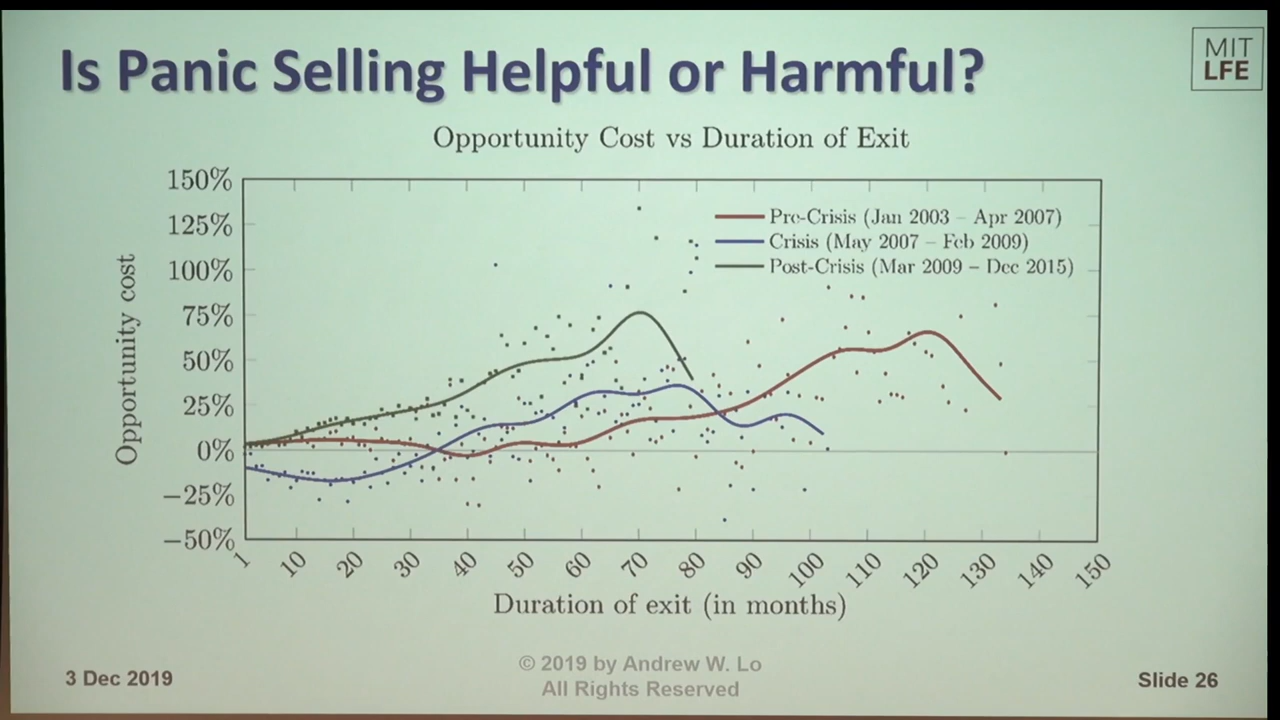 Is Panic Selling Helpful or Harmful?
MIT
LFE
Opportunity Cost vs Duration of Exit
150%
125%
100%
75%
50%
25%
0%
−25%
−50%
Opportunity cost
Pre-Crisis (Jan 2003 – Apr 2007)
Crisis (May 2007 – Feb 2009)
Post-Crisis (Mar 2009 – Dec 2015)
1 10 20 30 40 50 60 70 80 90 100 110 120 130 140 150
Duration of exit (in months)
3 Dec 2019
© 2019 by Andrew W. Lo
All Rights Reserved
Slide 26